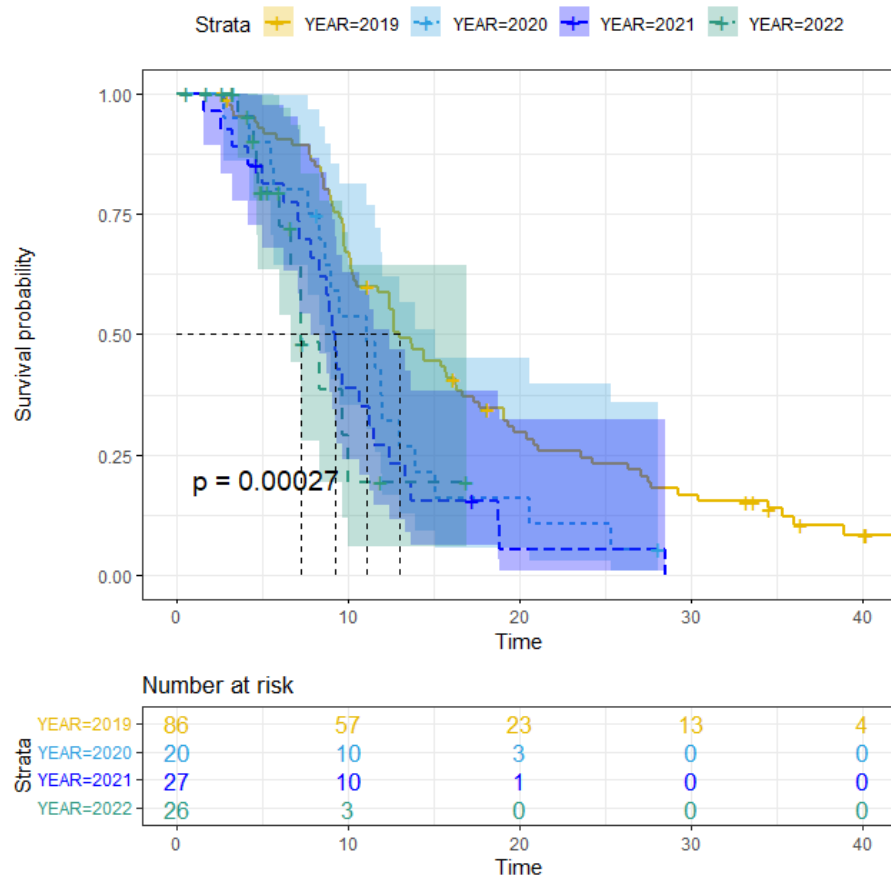 Strata YEAR=2019 YEAR=2020 YEAR=2021 YEAR=2022
Survival probability
1.00
0.75
0.50
0.25
0.00
p = 0.00027
0 10 20 30 40
Time
Number at risk
Strata
YEAR=2019 86 57 23 13 4
YEAR=2020 20 10 3 0 0
YEAR=2021 27 10 1 0 0
YEAR=2022 26 3 0 0 0
0 10 20 30 40
Time